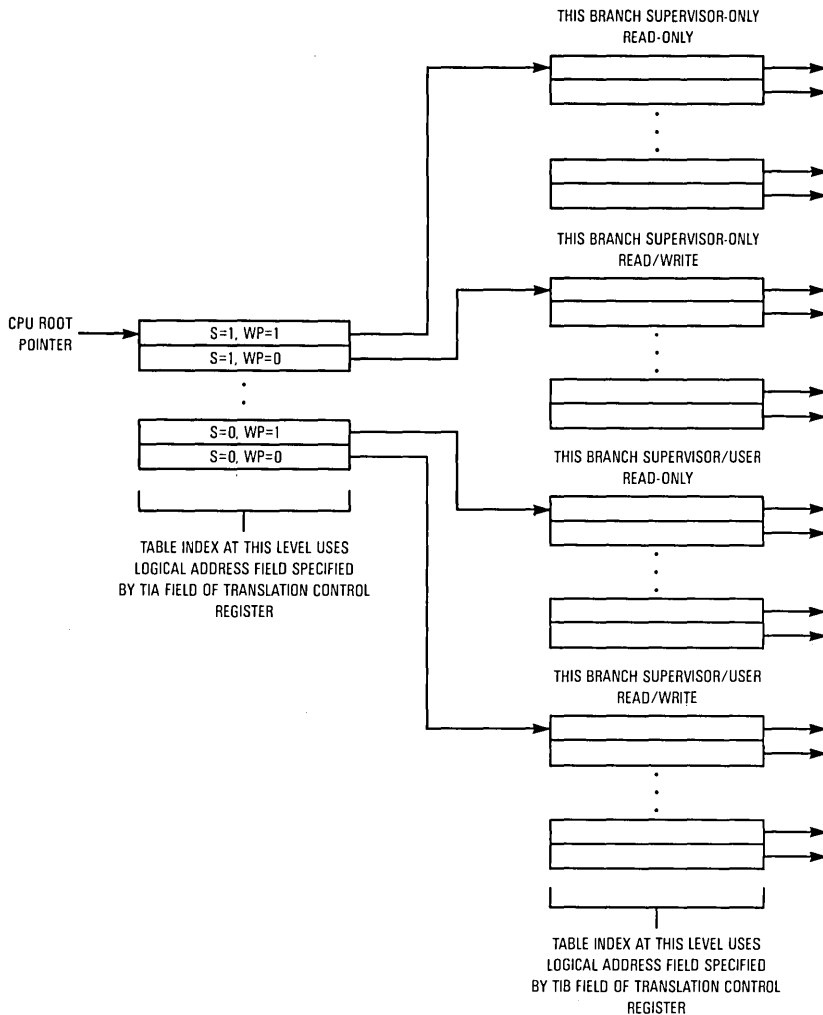 THIS BRANCH SUPERVISOR-ONLY
READ-ONLY
THIS BRANCH SUPERVISOR-ONLY
READ/WRITE
CPU ROOT
POINTER
S=1, WP=1
S=1, WP=0
S=0, WP=1
S=0, WP=0
THIS BRANCH SUPERVISOR/USER
READ-ONLY
TABLE INDEX AT THIS LEVEL USES
LOGICAL ADDRESS FIELD SPECIFIED
BY TIA FIELD OF TRANSLATION CONTROL
REGISTER
THIS BRANCH SUPERVISOR/USER
READ/WRITE
TABLE INDEX AT THIS LEVEL USES
LOGICAL ADDRESS FIELD SPECIFIED
BY TIB FIELD OF TRANSLATION CONTROL
REGISTER